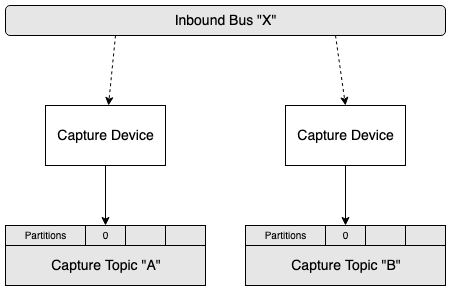 Inbound Bus "X"
Capture Device
Capture Device
Partitions 0
Capture Topic "A"
Partitions 0
Capture Topic "B"